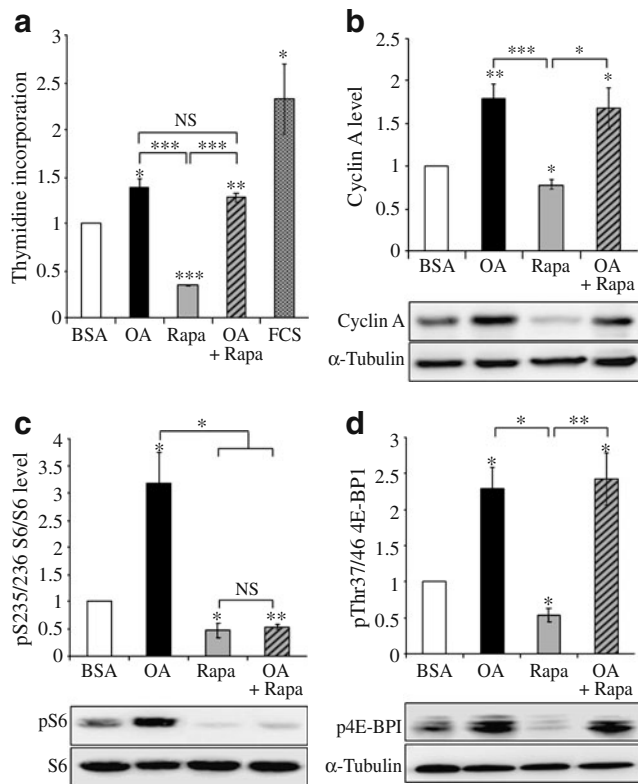 a
Thymidine incorporation
3
2.5
2
1.5
1
0.5
0
NS
*** ***
*
*** 
**
*
BSA OA Rapa OA + Rapa FCS
b
Cyclin A level
2.5
2
1.5
1
0.5
0
*** *
**
*
*
BSA OA Rapa OA + Rapa
Cyclin A
α-Tubulin
c
pS235/236 S6/S6 level
4
3.5
3
2.5
2
1.5
1
0.5
0
*
*
NS
* **
BSA OA Rapa OA + Rapa
pS6
S6
d
pThr37/46 4E-BP1
3
2.5
2
1.5
1
0.5
0
* **
*
*
*
BSA OA Rapa OA + Rapa
p4E-BPI
α-Tubulin